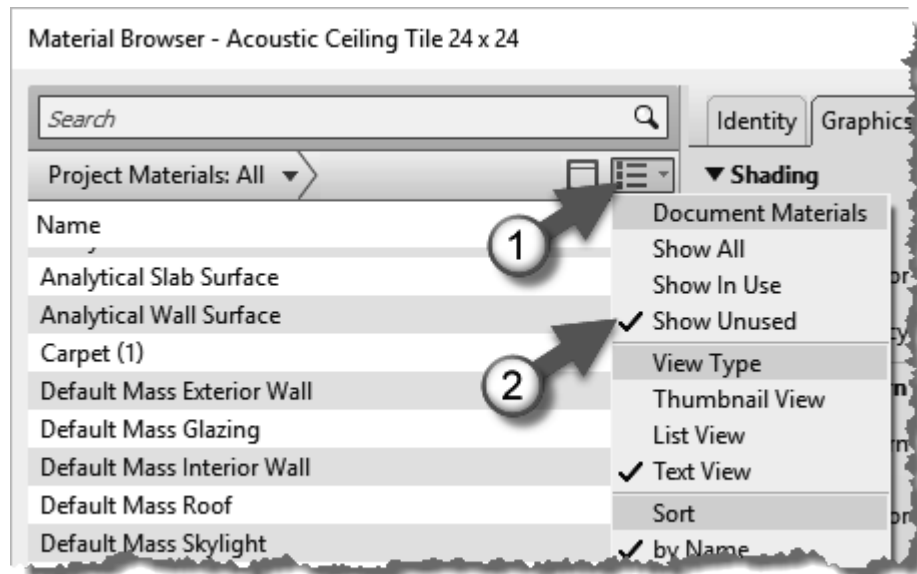 Material Browser - Acoustic Ceiling Tile 24 x 24
Search
Identity Graphics
Project Materials: All
▼ Shading
Name
Analytical Slab Surface
Analytical Wall Surface
Carpet (1)
Default Mass Exterior Wall
Default Mass Glazing
Default Mass Interior Wall
Default Mass Roof
Default Mass Skylight
1
2
Document Materials
Show All
Show In Use
✓ Show Unused
View Type
Thumbnail View
List View
✓ Text View
Sort
✓ by Name